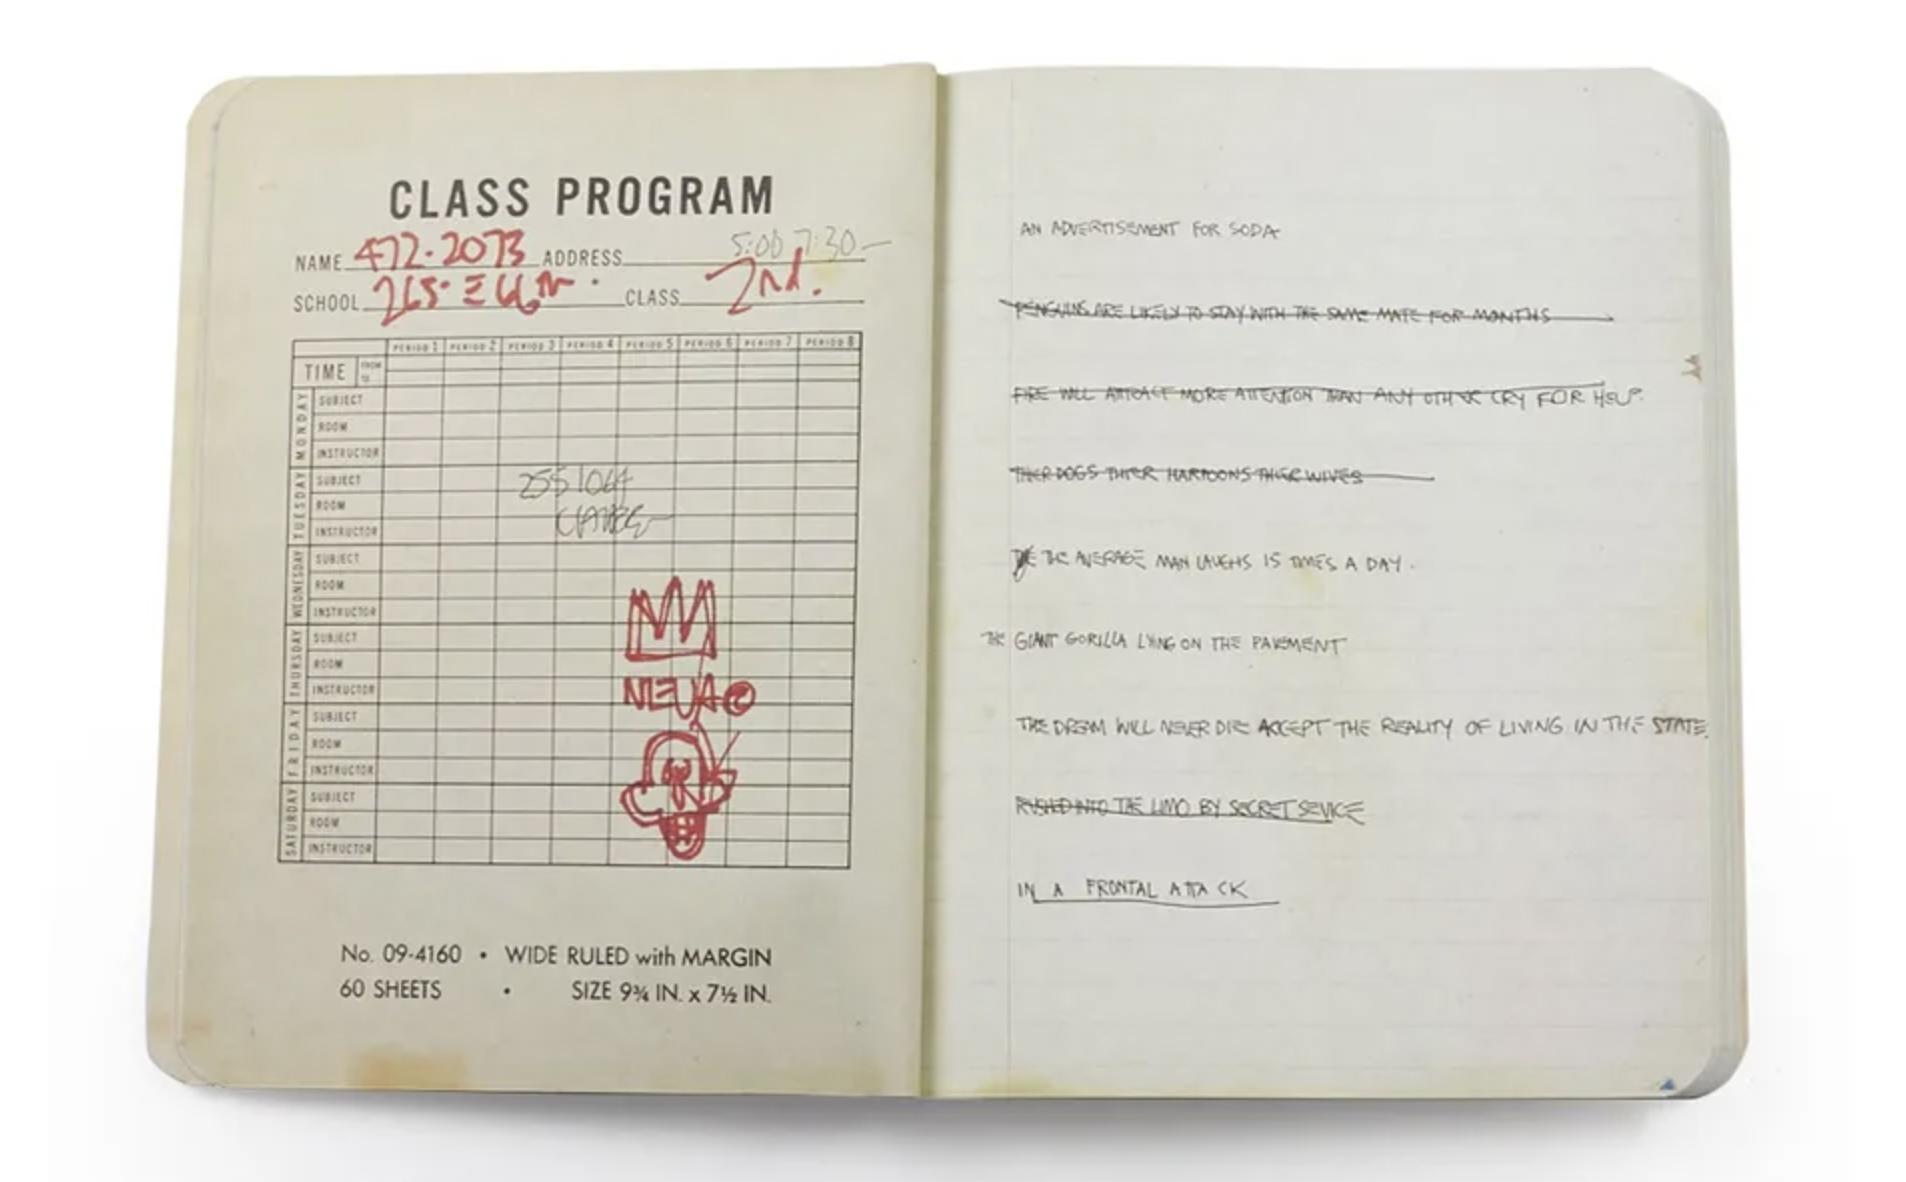 CLASS PROGRAM
NAME 472-2073 ADDRESS 5:00 7:30
SCHOOL 265 · E CLASS 2nd.
PERIOD 1 PERIOD 2 PERIOD 3 PERIOD 4 PERIOD 5 PERIOD 6 PERIOD 7 PERIOD 8
TIME FROM TO
MONDAY
SUBJECT
ROOM
INSTRUCTOR
TUESDAY
SUBJECT
ROOM
INSTRUCTOR
255 1064
WEDNESDAY
SUBJECT
ROOM
INSTRUCTOR
THURSDAY
SUBJECT
ROOM
INSTRUCTOR
FRIDAY
SUBJECT
ROOM
INSTRUCTOR
SATURDAY
SUBJECT
ROOM
INSTRUCTOR
No. 09-4160 • WIDE RULED with MARGIN
60 SHEETS • SIZE 9¾ IN. x 7½ IN.
AN ADVERTISEMENT FOR SODA
PENGUINS ARE LIKELY TO STAY WITH THE SAME MATE FOR MONTHS
FIRE WILL ATTRACT MORE ATTENTION THAN ANY OTHER CRY FOR HELP.
THIER DOGS THIER HARPOONS THIER WIVES
THE AVERAGE MAN LAUGHS 15 TIMES A DAY.
THE GIANT GORILLA LYING ON THE PAVEMENT
THE DREAM WILL NEVER DIE ACCEPT THE REALITY OF LIVING IN THE STATE.
RUSHED INTO THE LIMO BY SECRET SEVICE
IN A FRONTAL ATTACK